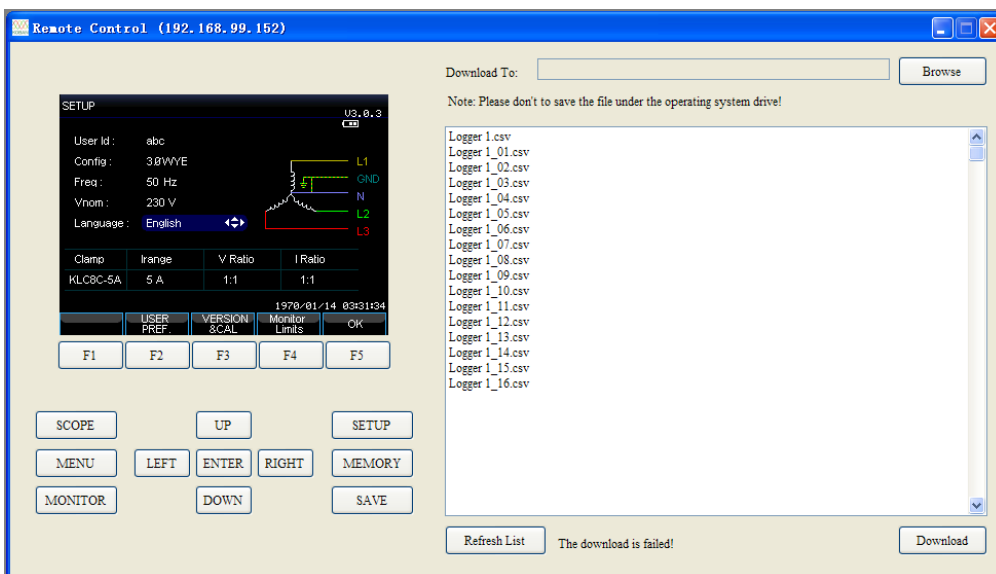 Remote Control (192.168.99.152)
Download To:
Browse
Note: Please don't to save the file under the operating system drive!
SETUP
V3.0.3
User Id : abc
Config : 3ØWYE
Freq : 50 Hz
Vnom : 230 V
Language : English
L1
GND
N
L2
L3
Clamp Irange V Ratio I Ratio
KLC8C-5A 5 A 1:1 1:1
1970/01/14 03:31:34
USER PREF.
VERSION &CAL
Monitor Limits
OK
F1 F2 F3 F4 F5
SCOPE UP SETUP
MENU LEFT ENTER RIGHT MEMORY
MONITOR DOWN SAVE
Logger 1.csv
Logger 1_01.csv
Logger 1_02.csv
Logger 1_03.csv
Logger 1_04.csv
Logger 1_05.csv
Logger 1_06.csv
Logger 1_07.csv
Logger 1_08.csv
Logger 1_09.csv
Logger 1_10.csv
Logger 1_11.csv
Logger 1_12.csv
Logger 1_13.csv
Logger 1_14.csv
Logger 1_15.csv
Logger 1_16.csv
Refresh List
The download is failed!
Download